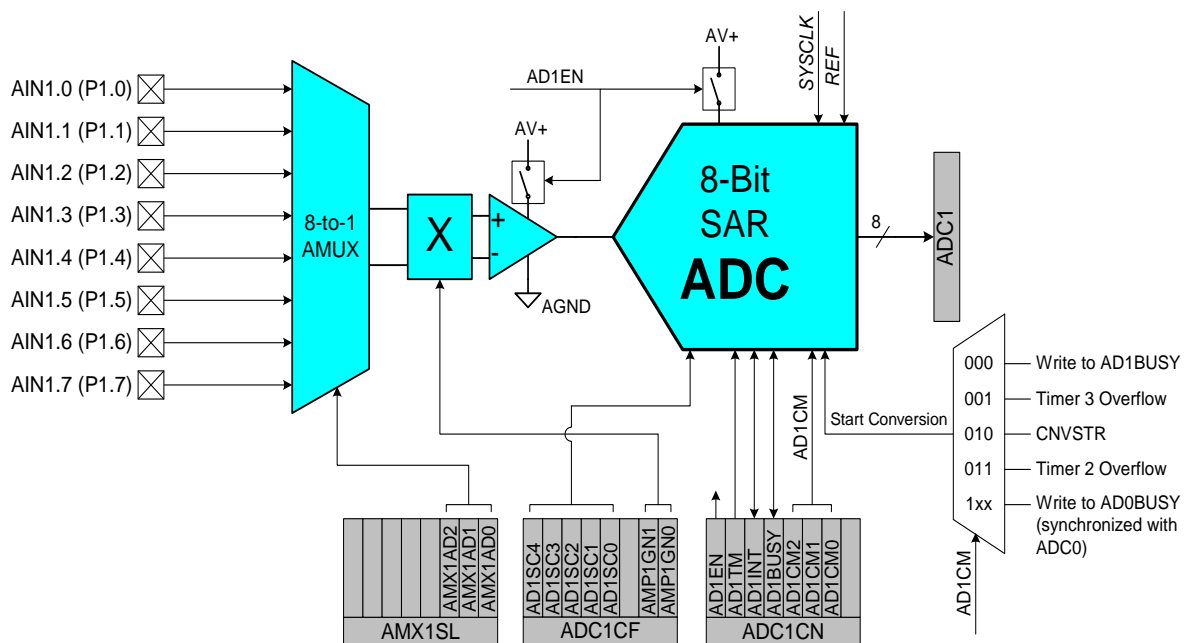 AIN1.0 (P1.0)
AIN1.1 (P1.1)
AIN1.2 (P1.2)
AIN1.3 (P1.3)
AIN1.4 (P1.4)
AIN1.5 (P1.5)
AIN1.6 (P1.6)
AIN1.7 (P1.7)
8-to-1
AMUX
X
+
-
AV+
AGND
AD1EN
AV+
SYSCLK
REF
8-Bit
SAR
ADC
8
ADC1
Start Conversion
AD1CM
000
Write to AD1BUSY
001
Timer 3 Overflow
010
CNVSTR
011
Timer 2 Overflow
1xx
Write to AD0BUSY
(synchronized with
ADC0)
AD1CM
AMX1AD2
AMX1AD1
AMX1AD0
AMX1SL
AD1SC4
AD1SC3
AD1SC2
AD1SC1
AD1SC0
AMP1GN1
AMP1GN0
ADC1CF
AD1EN
AD1TM
AD1INT
AD1BUSY
AD1CM2
AD1CM1
AD1CM0
ADC1CN